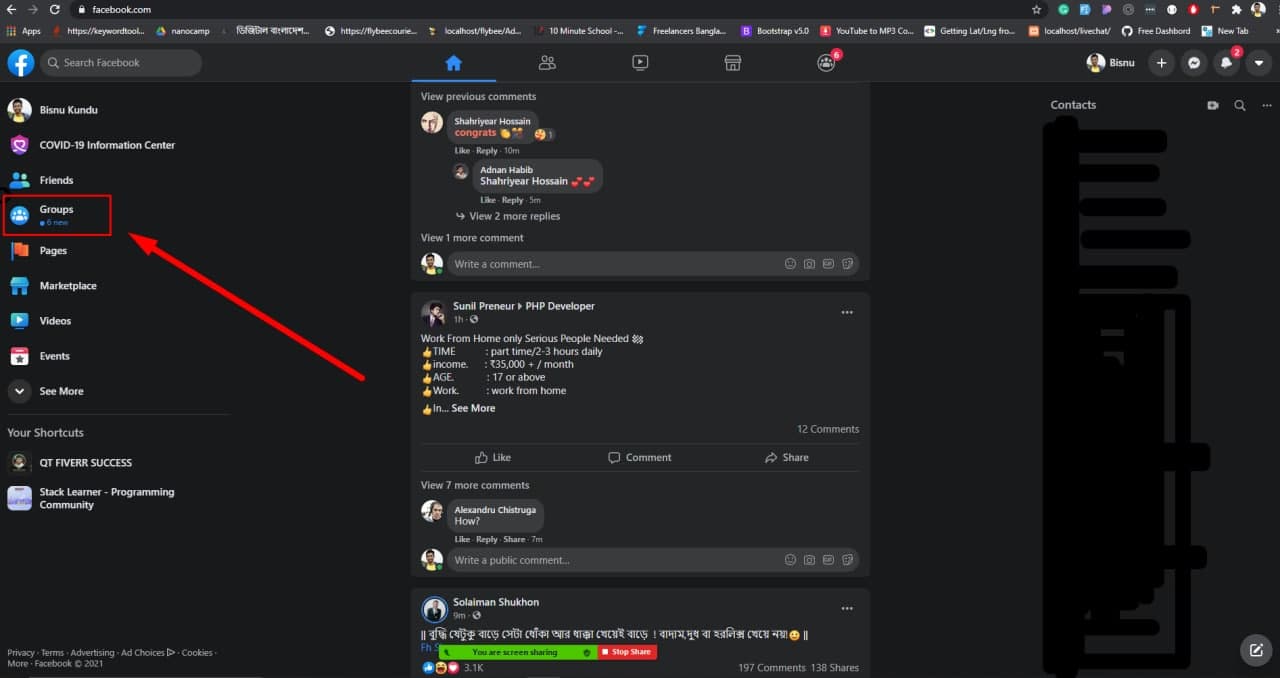 facebook.com
Apps
https://keywordtool...
nanocamp
ডিজিটাল বাংলাদেশ...
https://flybeecourie...
localhost/flybee/Ad...
10 Minute School -...
Freelancers Bangla...
Bootstrap v5.0
YouTube to MP3 Co...
Getting Lat/Lng fro...
localhost/livechat/
Free Dashbord
New Tab
Search Facebook
6
Bisnu
2
Bisnu Kundu
COVID-19 Information Center
Friends
Groups
6 new
Pages
Marketplace
Videos
Events
See More
Your Shortcuts
QT FIVERR SUCCESS
Stack Learner - Programming
Community
Privacy · Terms · Advertising · Ad Choices · Cookies ·
More · Facebook © 2021
View previous comments
Shahriyear Hossain
congrats 👏🎊
🥰 1
Like · Reply · 10m
Adnan Habib
Shahriyear Hossain 💕💕
Like · Reply · 5m
View 2 more replies
View 1 more comment
Write a comment...
GIF
Sunil Preneur ▸ PHP Developer
1h ·
Work From Home only Serious People Needed
👍TIME : part time/2-3 hours daily
👍income. : ₹35,000 + / month
👍AGE. : 17 or above
👍Work. : work from home
👍In... See More
12 Comments
Like
Comment
Share
View 7 more comments
Alexandru Chistruga
How?
Like · Reply · Share · 7m
Write a public comment...
GIF
Solaiman Shukhon
9m ·
|| বুদ্ধি যেটুকু বাড়ে সেটা ধোঁকা আর ধাক্কা খেয়েই বাড়ে ! বাদাম,দুধ বা হরলিক্স খেয়ে নয়!😉 ||
Fh S
You are screen sharing
Stop Share
3.1K
197 Comments 138 Shares
Contacts